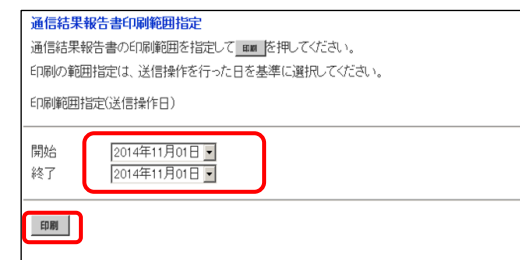 通信結果報告書印刷範囲指定
通信結果報告書の印刷範囲を指定して 印刷 を押してください。
印刷の範囲指定は、送信操作を行った日を基準に選択してください。
印刷範囲指定(送信操作日)
開始 2014年11月01日
終了 2014年11月01日
印刷